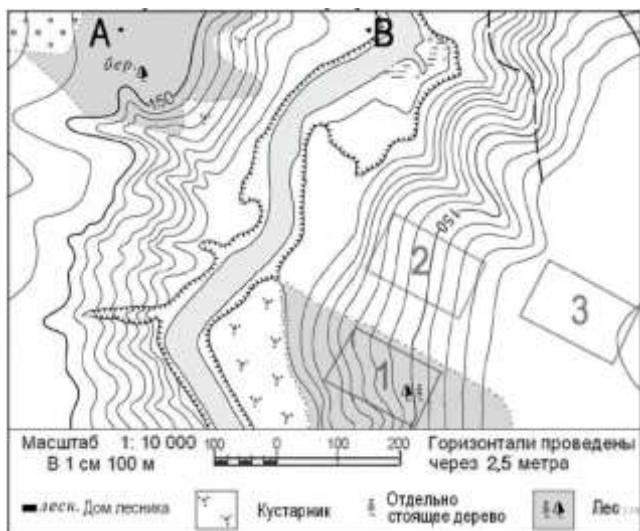 А В
бер.
150
150
2
3
1
Масштаб 1: 10 000
В 1 см 100 м
100 0 100 200
Горизонтали проведены
через 2,5 метра
лесн. Дом лесника
Кустарник
Отдельно
стоящее дерево
Лес